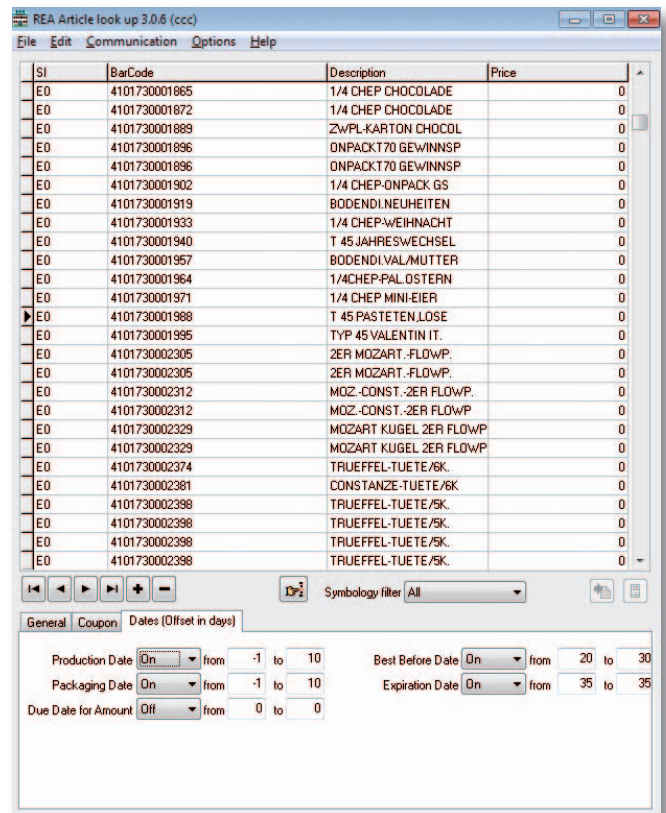 REA Article look up 3.0.6 (ccc)
File Edit Communication Options Help
SI BarCode Description Price
E0 4101730001865 1/4 CHEP CHOCOLADE 0
E0 4101730001872 1/4 CHEP CHOCOLADE 0
E0 4101730001889 ZWPL-KARTON CHOCOL 0
E0 4101730001896 ONPACKT70 GEWINNSP 0
E0 4101730001896 ONPACKT70 GEWINNSP 0
E0 4101730001902 1/4 CHEP-ONPACK GS 0
E0 4101730001919 BODENDI.NEUHEITEN 0
E0 4101730001933 1/4 CHEP-WEIHNACHT 0
E0 4101730001940 T 45 JAHRESWECHSEL 0
E0 4101730001957 BODENDI.VAL/MUTTER 0
E0 4101730001964 1/4CHEP-PAL.OSTERN 0
E0 4101730001971 1/4 CHEP MINI-EIER 0
E0 4101730001988 T 45 PASTETEN,LOSE 0
E0 4101730001995 TYP 45 VALENTIN IT. 0
E0 4101730002305 2ER MOZART.-FLOWP. 0
E0 4101730002305 2ER MOZART.-FLOWP. 0
E0 4101730002312 MOZ.-CONST.-2ER FLOWP. 0
E0 4101730002312 MOZ.-CONST.-2ER FLOWP 0
E0 4101730002329 MOZART KUGEL 2ER FLOWP 0
E0 4101730002329 MOZART KUGEL 2ER FLOWP 0
E0 4101730002374 TRUEFFEL-TUETE/6K. 0
E0 4101730002381 CONSTANZE-TUETE/6K 0
E0 4101730002398 TRUEFFEL-TUETE/5K. 0
E0 4101730002398 TRUEFFEL-TUETE/5K. 0
E0 4101730002398 TRUEFFEL-TUETE/5K. 0
E0 4101730002398 TRUEFFEL-TUETE/5K. 0
Symbology filter All
General Coupon Dates (Offset in days)
Production Date On from -1 to 10 Best Before Date On from 20 to 30
Packaging Date On from -1 to 10 Expiration Date On from 35 to 35
Due Date for Amount Off from 0 to 0